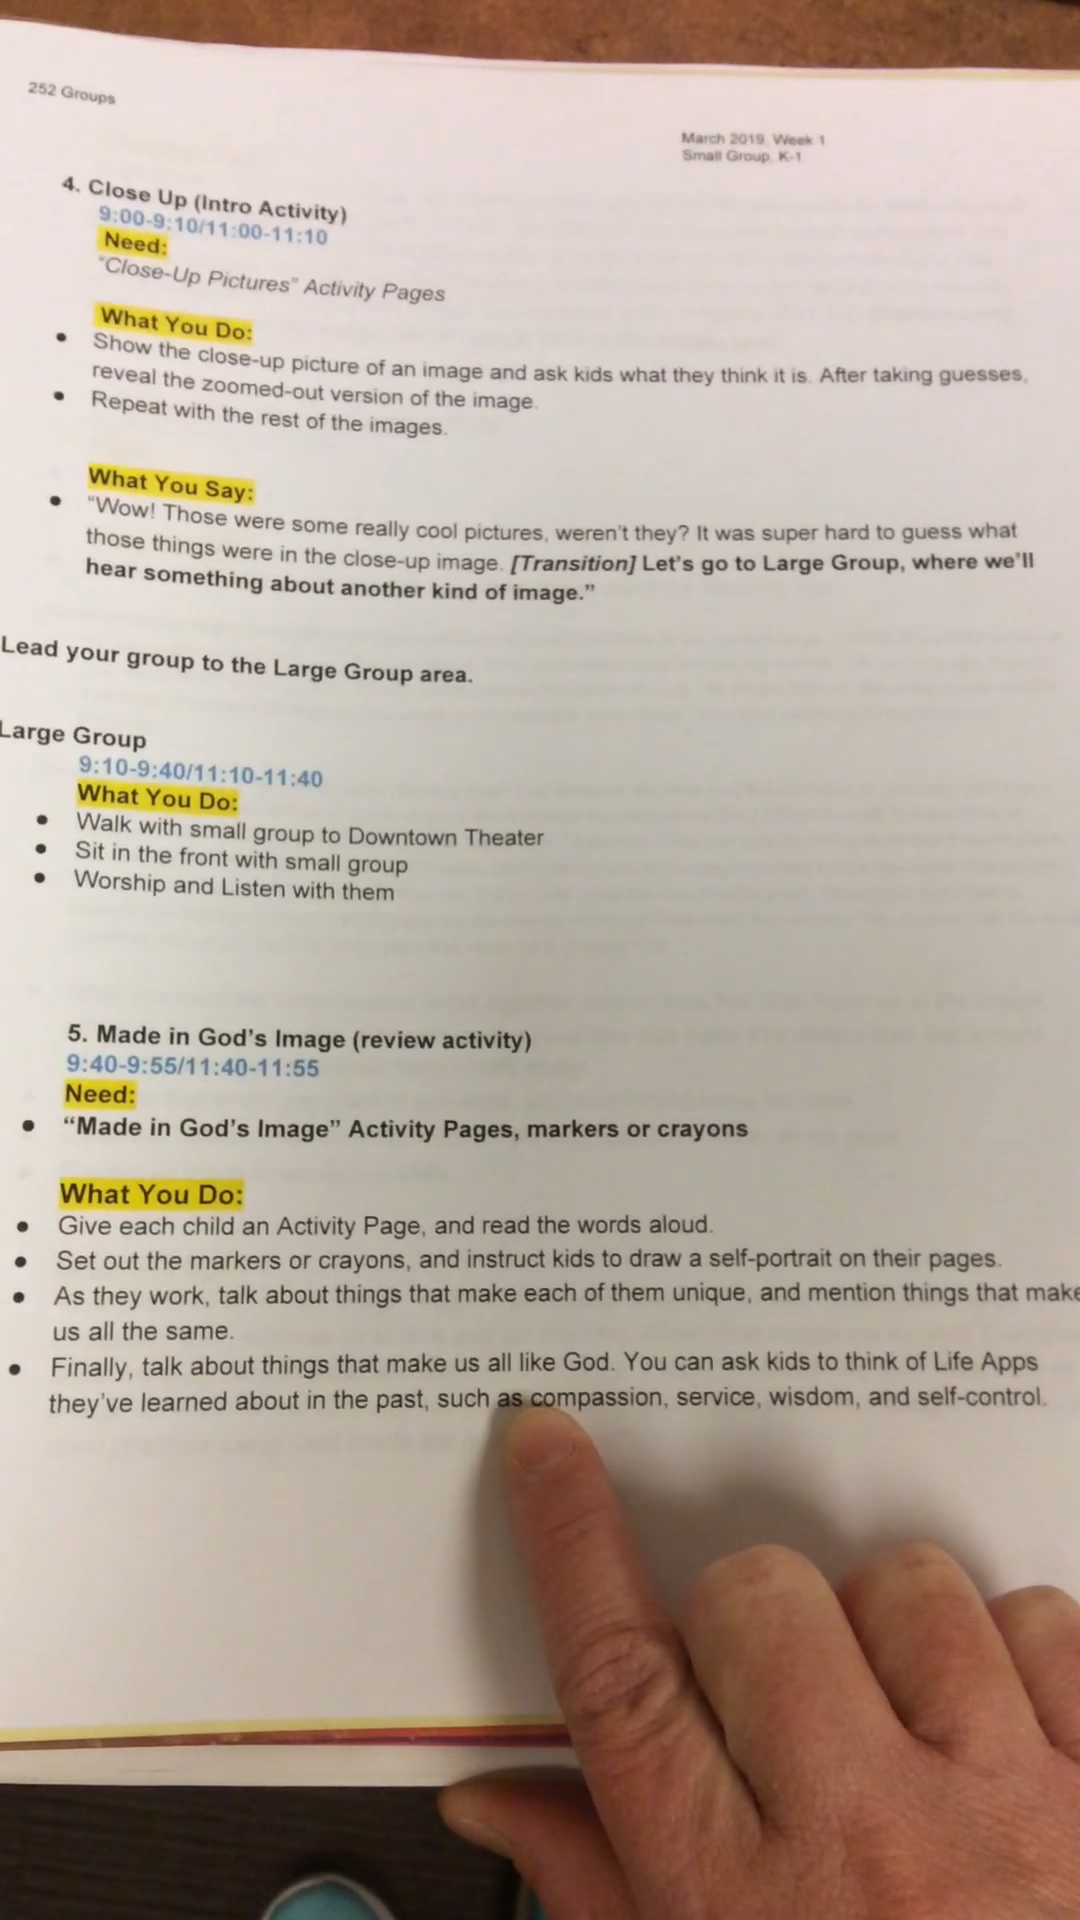 252 Groups
March 2019, Week 1
Small Group, K-1
4. Close Up (Intro Activity)
9:00-9:10/11:00-11:10
Need:
"Close-Up Pictures" Activity Pages
What You Do:
• Show the close-up picture of an image and ask kids what they think it is. After taking guesses,
reveal the zoomed-out version of the image.
• Repeat with the rest of the images.
What You Say:
• "Wow! Those were some really cool pictures, weren't they? It was super hard to guess what
those things were in the close-up image. [Transition] Let's go to Large Group, where we'll
hear something about another kind of image."
Lead your group to the Large Group area.
Large Group
9:10-9:40/11:10-11:40
What You Do:
• Walk with small group to Downtown Theater
• Sit in the front with small group
• Worship and Listen with them
5. Made in God's Image (review activity)
9:40-9:55/11:40-11:55
Need:
• "Made in God's Image" Activity Pages, markers or crayons
What You Do:
• Give each child an Activity Page, and read the words aloud.
• Set out the markers or crayons, and instruct kids to draw a self-portrait on their pages.
• As they work, talk about things that make each of them unique, and mention things that make
us all the same.
• Finally, talk about things that make us all like God. You can ask kids to think of Life Apps
they've learned about in the past, such as compassion, service, wisdom, and self-control.